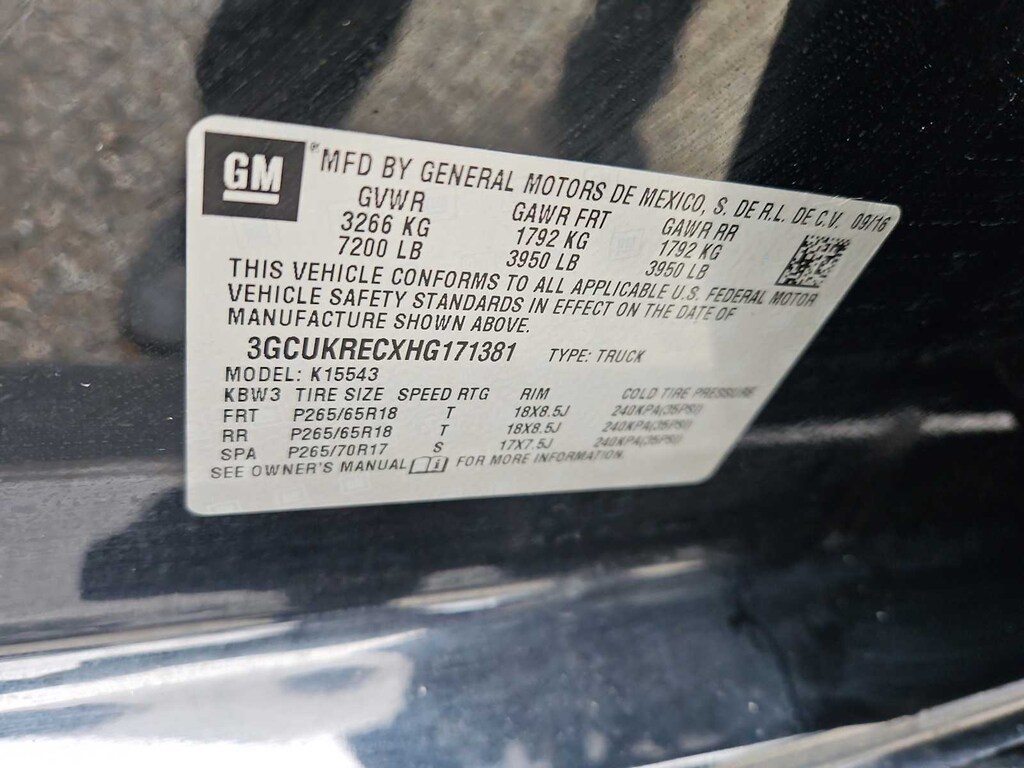 GM® MFD BY GENERAL MOTORS DE MEXICO, S. DE R.L. DE C.V. 09/16
GVWR GAWR FRT GAWR RR
3266 KG 1792 KG 1792 KG
7200 LB 3950 LB 3950 LB
THIS VEHICLE CONFORMS TO ALL APPLICABLE U.S. FEDERAL MOTOR
VEHICLE SAFETY STANDARDS IN EFFECT ON THE DATE OF
MANUFACTURE SHOWN ABOVE.
3GCUKRECXHG171381 TYPE: TRUCK
MODEL: K15543
KBW3 TIRE SIZE SPEED RTG RIM COLD TIRE PRESSURE
FRT P265/65R18 T 18X8.5J 240KPA(35PSI)
RR P265/65R18 T 18X8.5J 240KPA(35PSI)
SPA P265/70R17 S 17X7.5J 240KPA(35PSI)
SEE OWNER'S MANUAL FOR MORE INFORMATION.